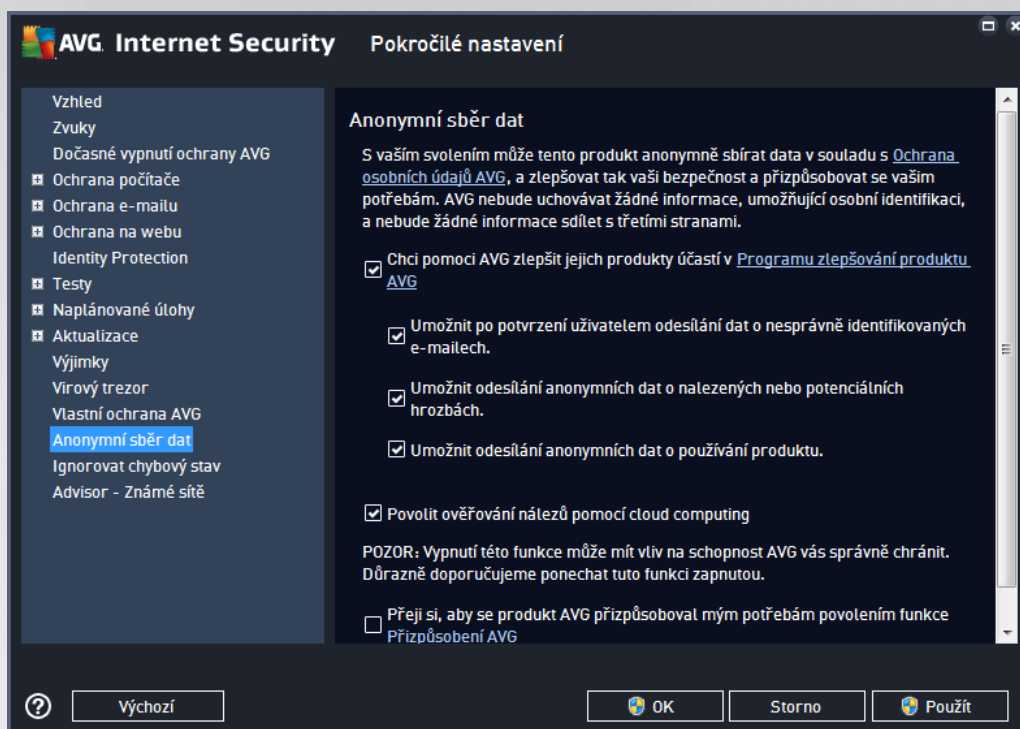 AVG. Internet Security Pokročilé nastavení
Vzhled
Zvuky
Dočasné vypnutí ochrany AVG
Ochrana počítače
Ochrana e-mailu
Ochrana na webu
Identity Protection
Testy
Naplánované úlohy
Aktualizace
Výjimky
Virový trezor
Vlastní ochrana AVG
Anonymní sběr dat
Ignorovat chybový stav
Advisor - Známé sítě
Anonymní sběr dat
S vaším svolením může tento produkt anonymně sbírat data v souladu s Ochrana
osobních údajů AVG, a zlepšovat tak vaši bezpečnost a přizpůsobovat se vašim
potřebám. AVG nebude uchovávat žádné informace, umožňující osobní identifikaci,
a nebude žádné informace sdílet s třetími stranami.
Chci pomoci AVG zlepšit jejich produkty účastí v Programu zlepšování produktu
AVG
Umožnit po potvrzení uživatelem odesílání dat o nesprávně identifikovaných
e-mailech.
Umožnit odesílání anonymních dat o nalezených nebo potenciálních
hrozbách.
Umožnit odesílání anonymních dat o používání produktu.
Povolit ověřování nálezů pomocí cloud computing
POZOR: Vypnutí této funkce může mít vliv na schopnost AVG vás správně chránit.
Důrazně doporučujeme ponechat tuto funkci zapnutou.
Přeji si, aby se produkt AVG přizpůsoboval mým potřebám povolením funkce
Přizpůsobení AVG
Výchozí
OK
Storno
Použít